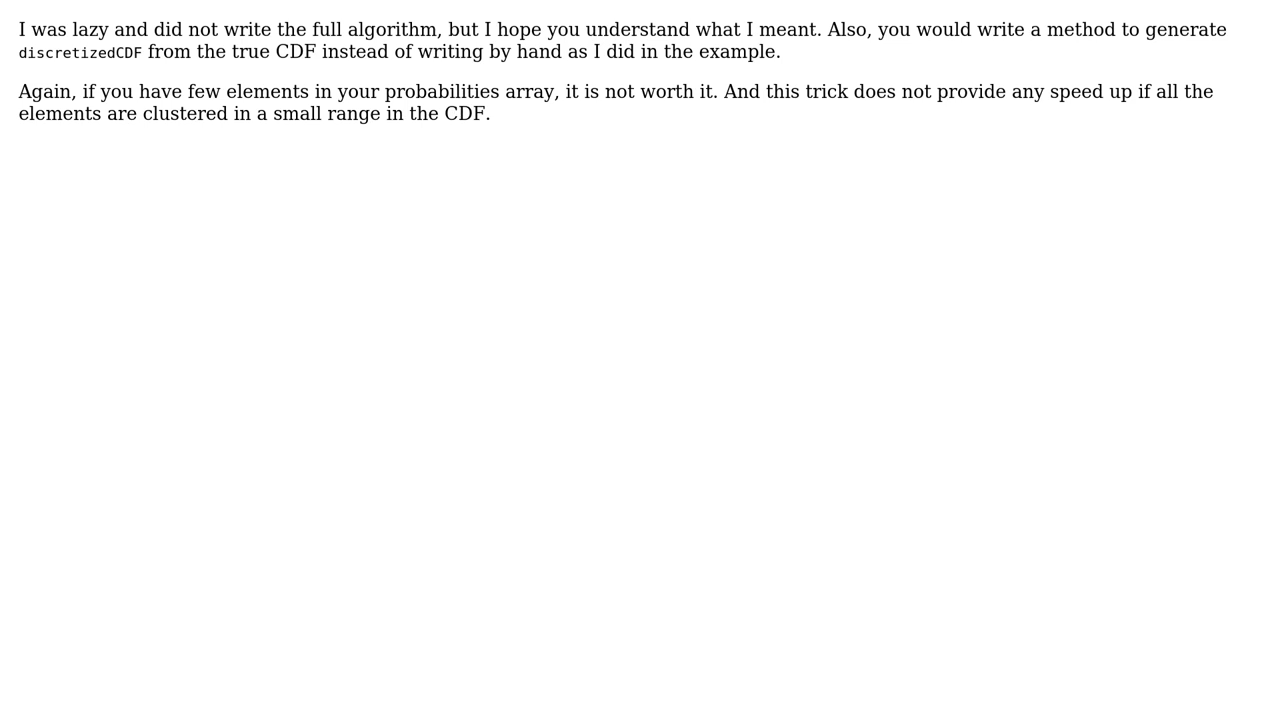 I was lazy and did not write the full algorithm, but I hope you understand what I meant. Also, you would write a method to generate
discretizedCDF from the true CDF instead of writing by hand as I did in the example.
Again, if you have few elements in your probabilities array, it is not worth it. And this trick does not provide any speed up if all the
elements are clustered in a small range in the CDF.